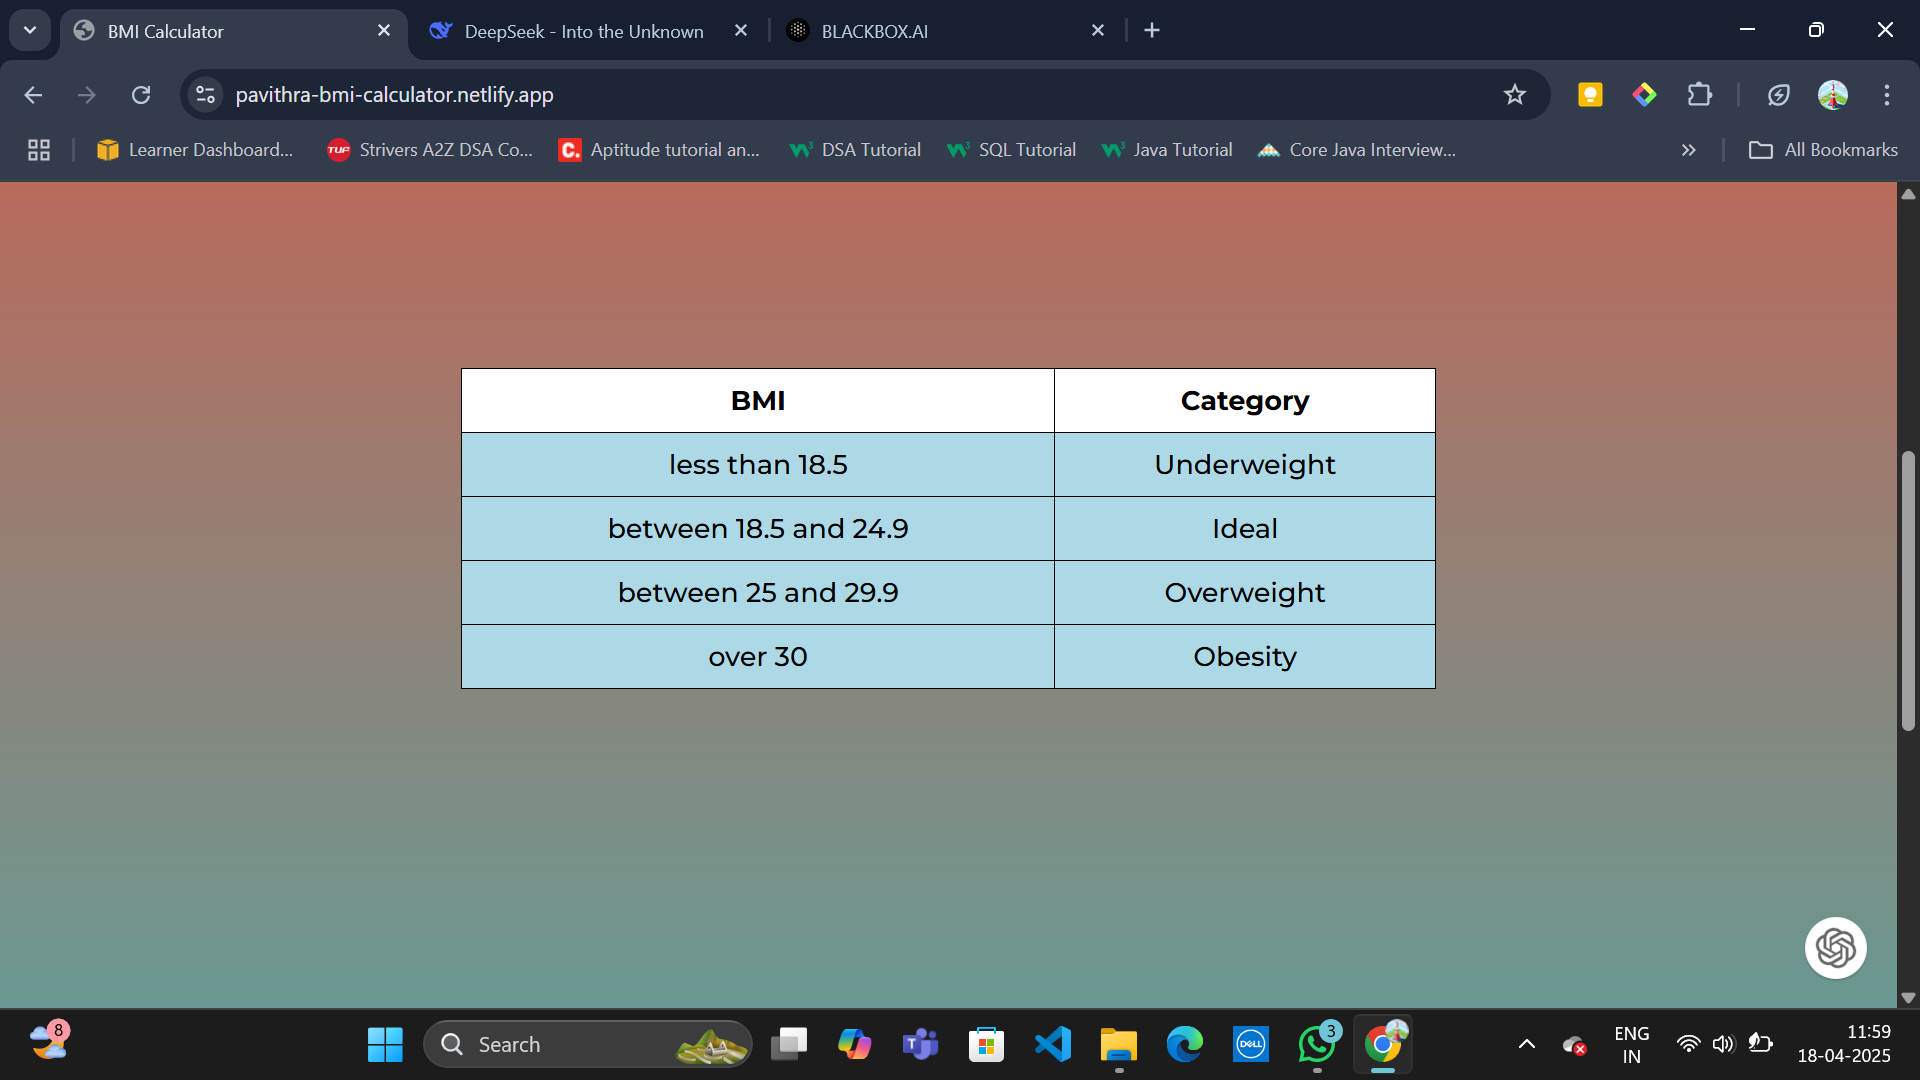 BMI Calculator
DeepSeek - Into the Unknown
BLACKBOX.AI
pavithra-bmi-calculator.netlify.app
Learner Dashboard...
TUF
Strivers A2Z DSA Co...
C.
Aptitude tutorial an...
DSA Tutorial
SQL Tutorial
Java Tutorial
Core Java Interview...
All Bookmarks
BMI Category
less than 18.5 Underweight
between 18.5 and 24.9 Ideal
between 25 and 29.9 Overweight
over 30 Obesity
8
Search
T
DELL
3
ENG
IN
11:59
18-04-2025